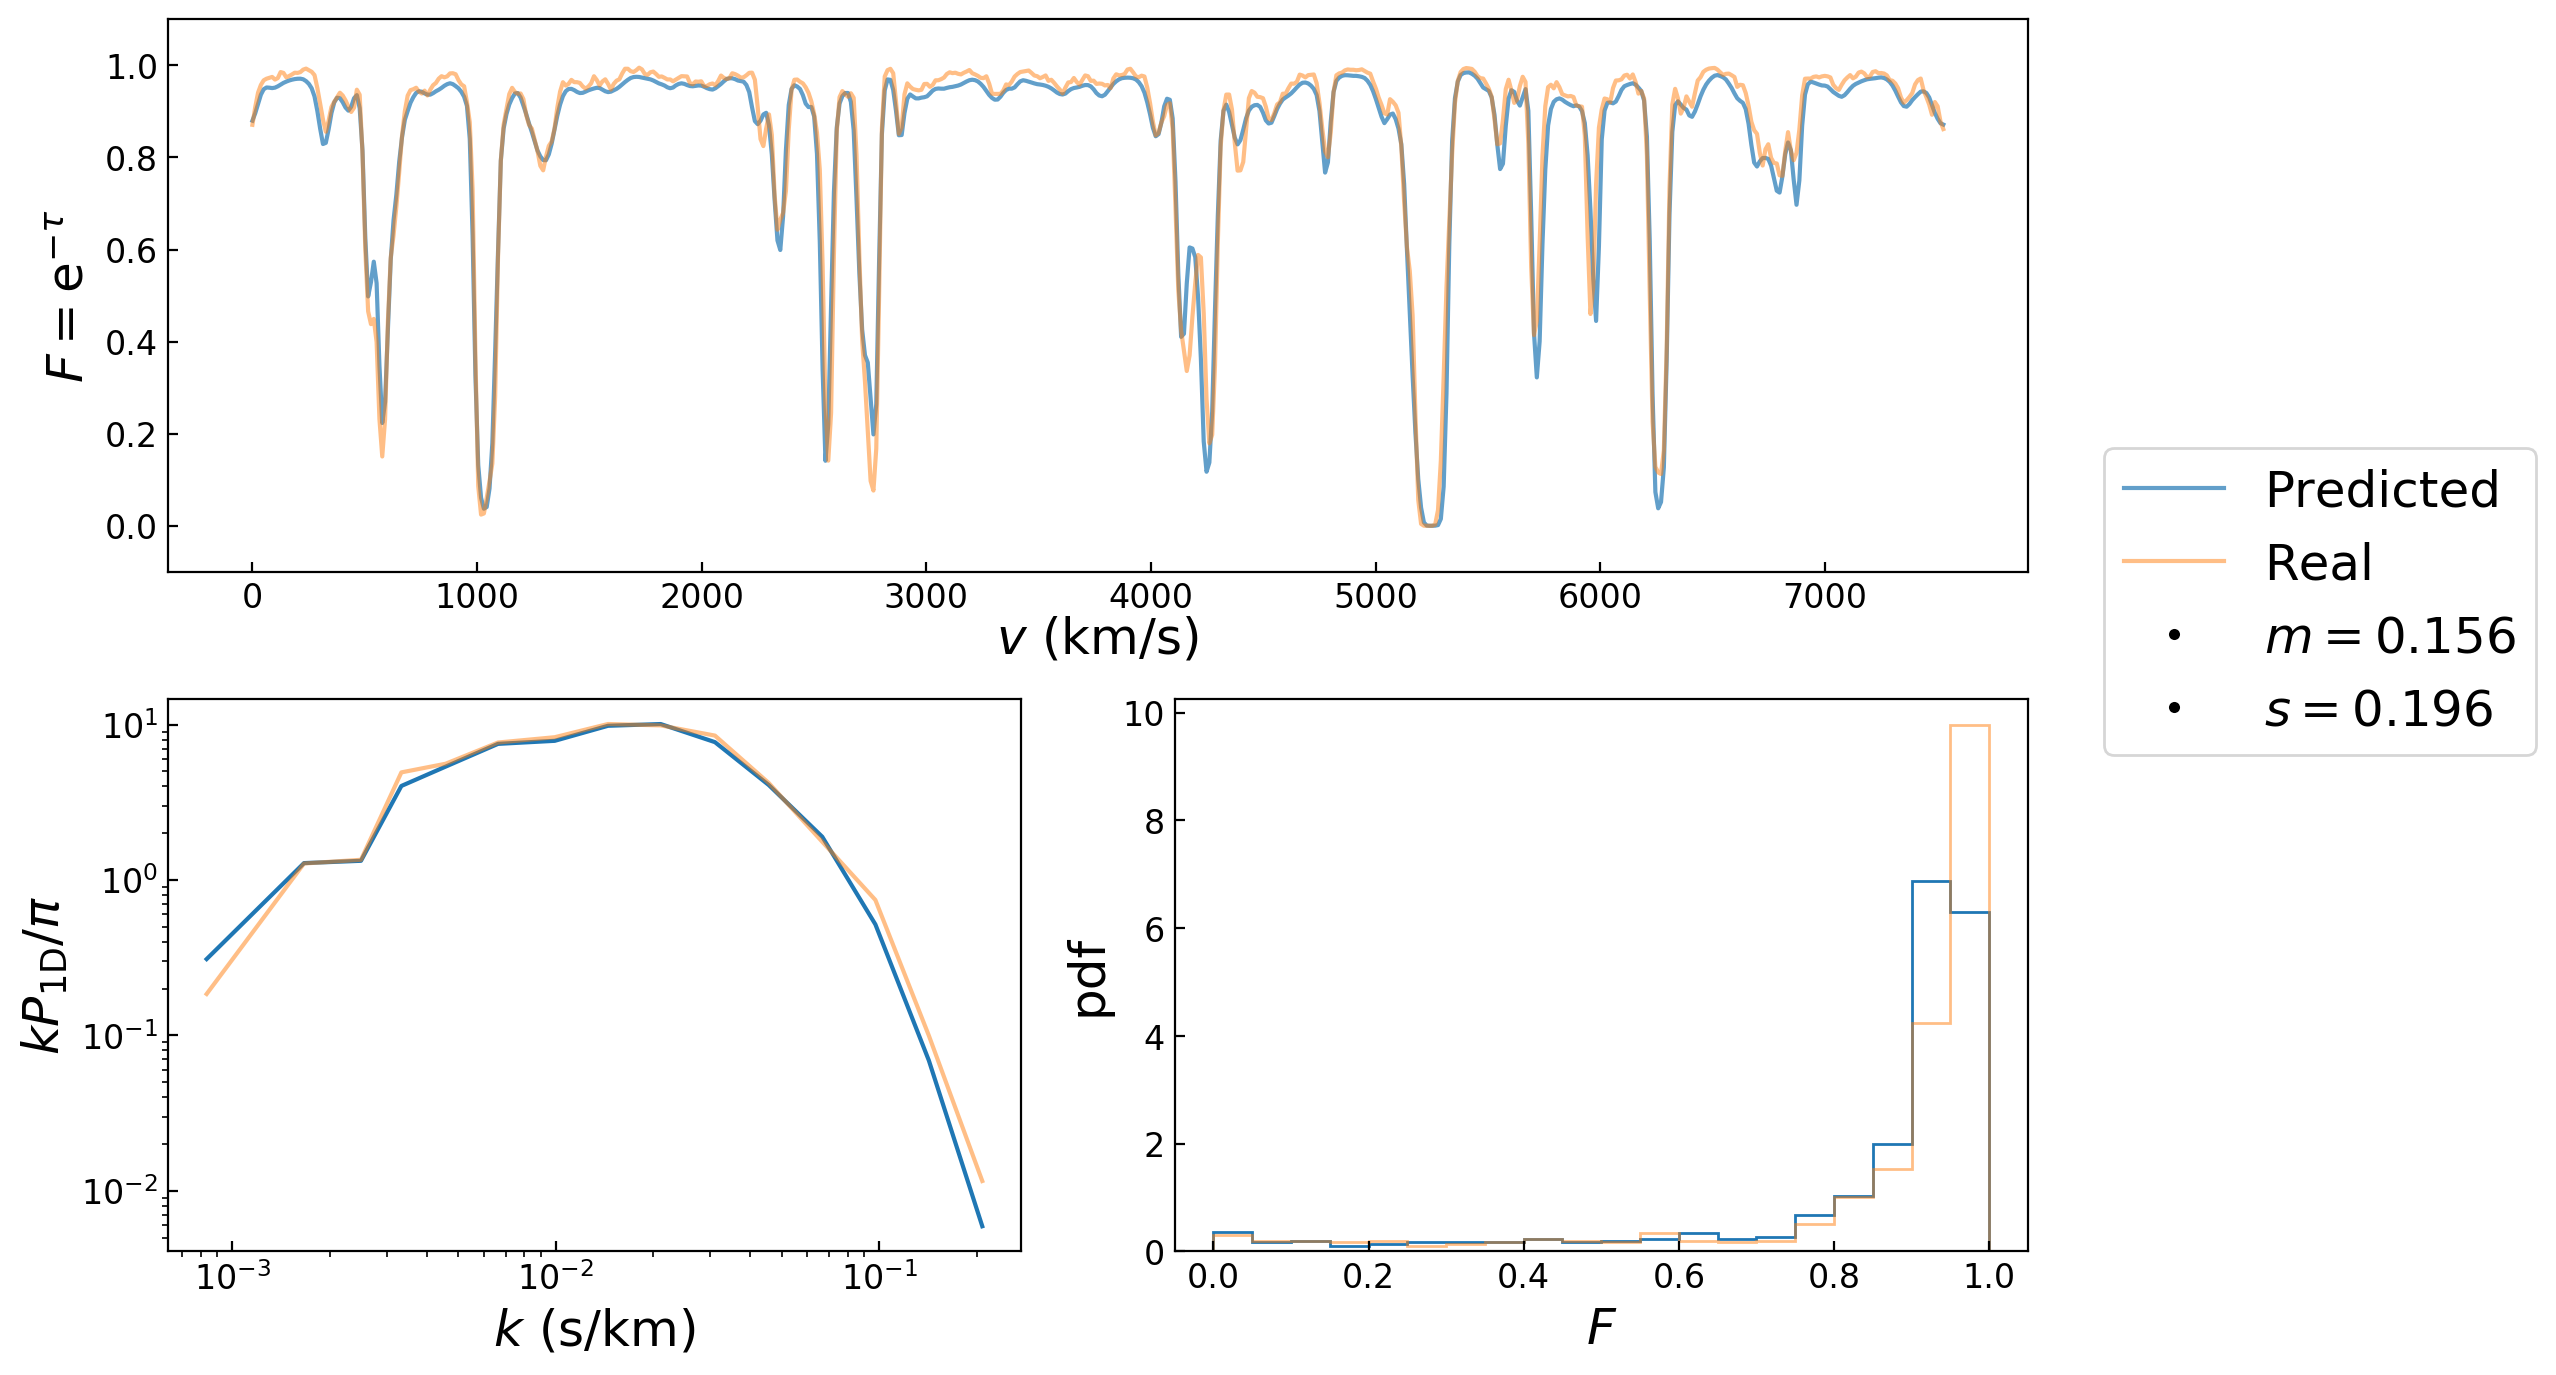 F = e^{−τ}
1.0
0.8
0.6
0.4
0.2
0.0
0 1000 2000 3000 4000 5000 6000 7000
v (km/s)
Predicted
Real
m = 0.156
s = 0.196
kP_{1D}/π
10^1
10^0
10^{−1}
10^{−2}
10^{−3} 10^{−2} 10^{−1}
k (s/km)
pdf
10
8
6
4
2
0
0.0 0.2 0.4 0.6 0.8 1.0
F